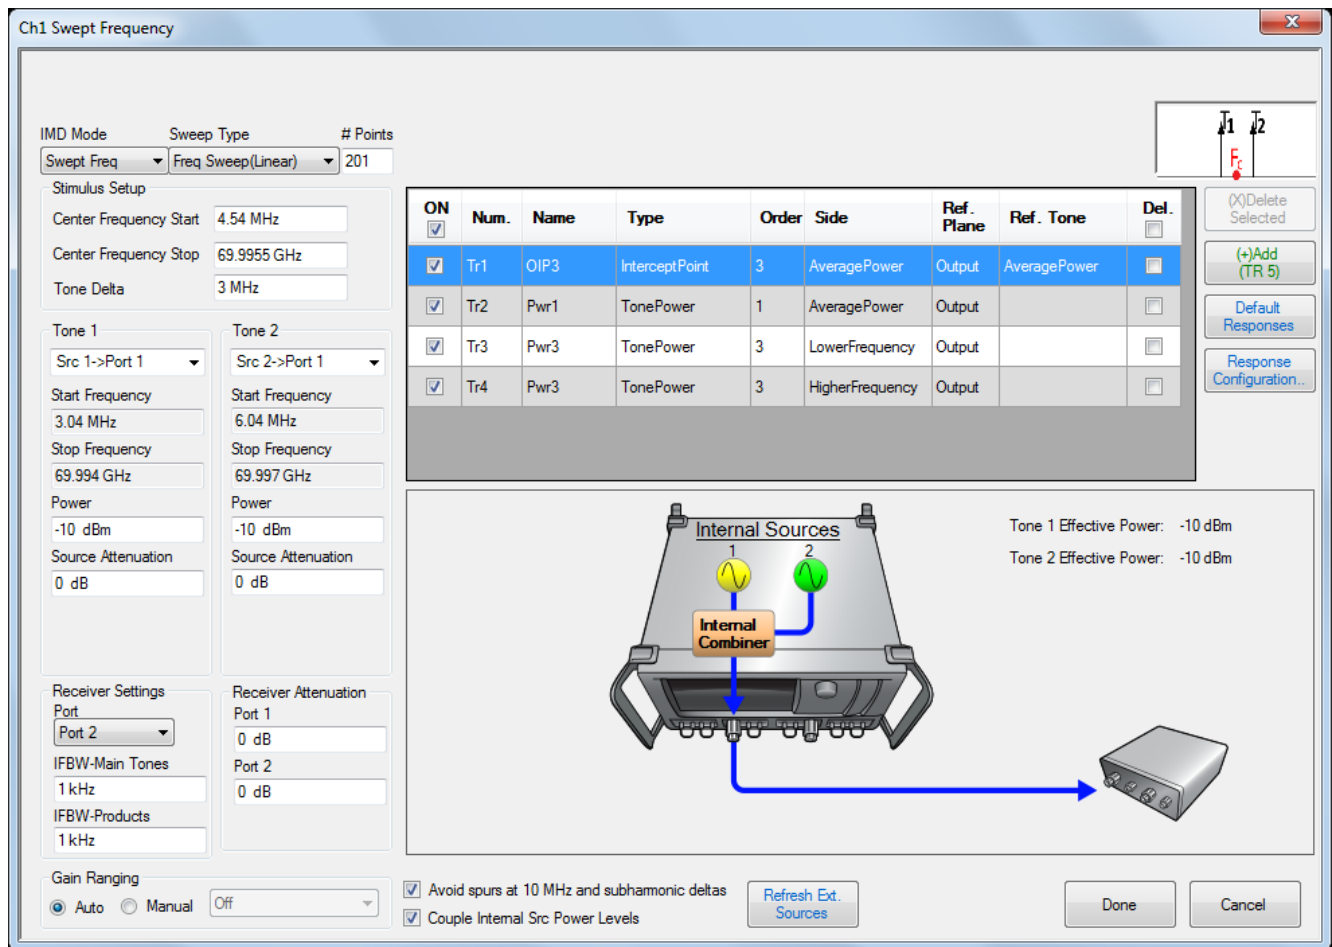 Ch1 Swept Frequency
x
1 2
Fc
IMD Mode Sweep Type # Points
Swept Freq Freq Sweep(Linear) 201
Stimulus Setup
Center Frequency Start 4.54 MHz
Center Frequency Stop 69.9955 GHz
Tone Delta 3 MHz
Tone 1
Src 1->Port 1
Start Frequency
3.04 MHz
Stop Frequency
69.994 GHz
Power
-10 dBm
Source Attenuation
0 dB
Tone 2
Src 2->Port 1
Start Frequency
6.04 MHz
Stop Frequency
69.997 GHz
Power
-10 dBm
Source Attenuation
0 dB
Receiver Settings
Port
Port 2
IFBW-Main Tones
1 kHz
IFBW-Products
1 kHz
Receiver Attenuation
Port 1
0 dB
Port 2
0 dB
Gain Ranging
Auto Manual Off
ON Num. Name Type Order Side Ref. Plane Ref. Tone Del.
Tr1 OIP3 InterceptPoint 3 AveragePower Output AveragePower
Tr2 Pwr1 TonePower 1 AveragePower Output
Tr3 Pwr3 TonePower 3 LowerFrequency Output
Tr4 Pwr3 TonePower 3 HigherFrequency Output
(X)Delete
Selected
(+)Add
(TR 5)
Default
Responses
Response
Configuration..
Internal Sources
1 2
Internal
Combiner
Tone 1 Effective Power: -10 dBm
Tone 2 Effective Power: -10 dBm
Avoid spurs at 10 MHz and subharmonic deltas
Couple Internal Src Power Levels
Refresh Ext.
Sources
Done
Cancel